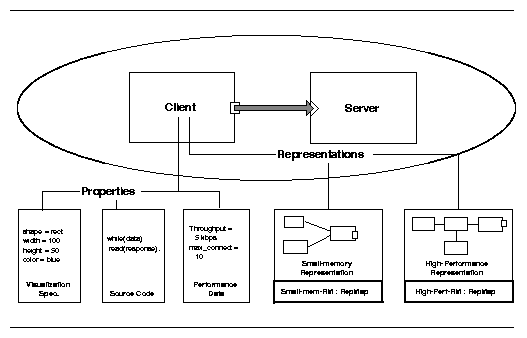 Client
Server
Representations
Properties
shape = rect
width = 100
height = 50
color = blue
Visualization
Spec.
while(data)
read(response).
Source Code
Throughput =
5 kbps
max_connect =
10
Performance
Data
Small-memory
Representation
Small-mem-RM : RepMap
High-Performance
Representation
High-Perf-RM : RepMap